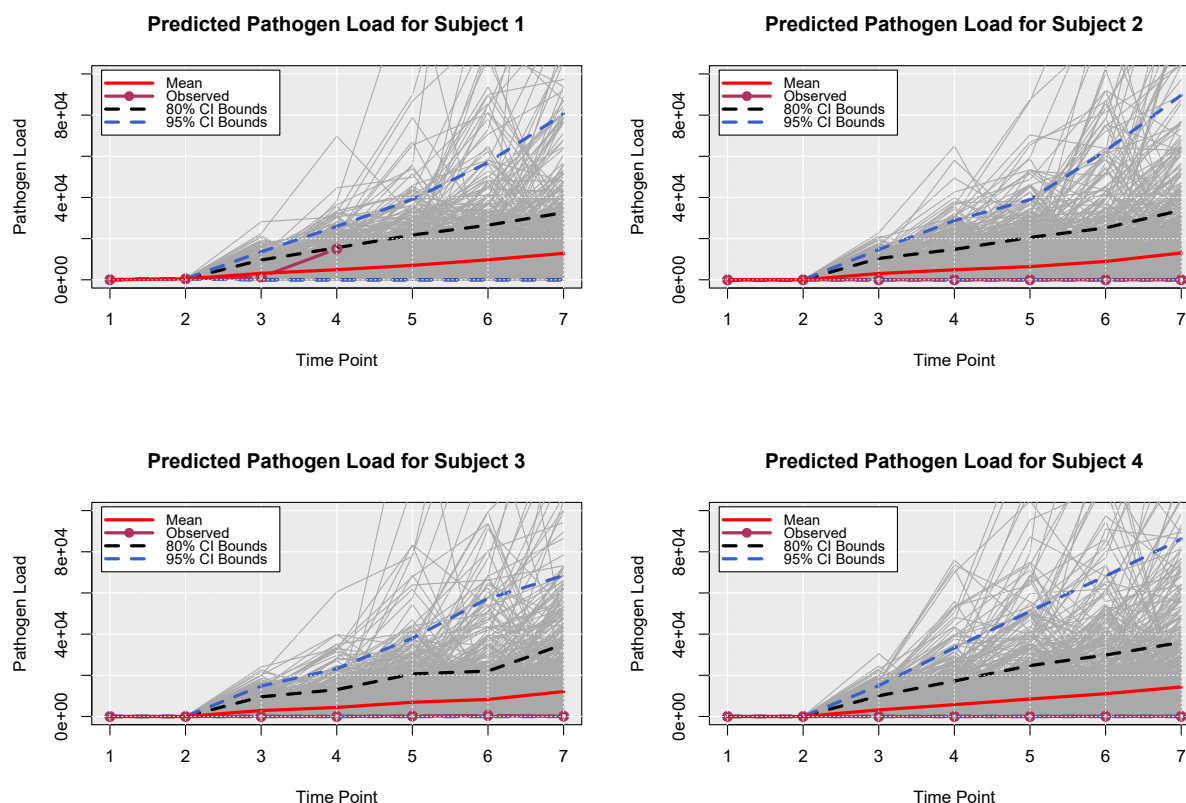 Predicted Pathogen Load for Subject 1
Mean
Observed
80% CI Bounds
95% CI Bounds
Pathogen Load
0e+00
4e+04
8e+04
1 2 3 4 5 6 7
Time Point
Predicted Pathogen Load for Subject 2
Mean
Observed
80% CI Bounds
95% CI Bounds
Pathogen Load
0e+00
4e+04
8e+04
1 2 3 4 5 6 7
Time Point
Predicted Pathogen Load for Subject 3
Mean
Observed
80% CI Bounds
95% CI Bounds
Pathogen Load
0e+00
4e+04
8e+04
1 2 3 4 5 6 7
Time Point
Predicted Pathogen Load for Subject 4
Mean
Observed
80% CI Bounds
95% CI Bounds
Pathogen Load
0e+00
4e+04
8e+04
1 2 3 4 5 6 7
Time Point